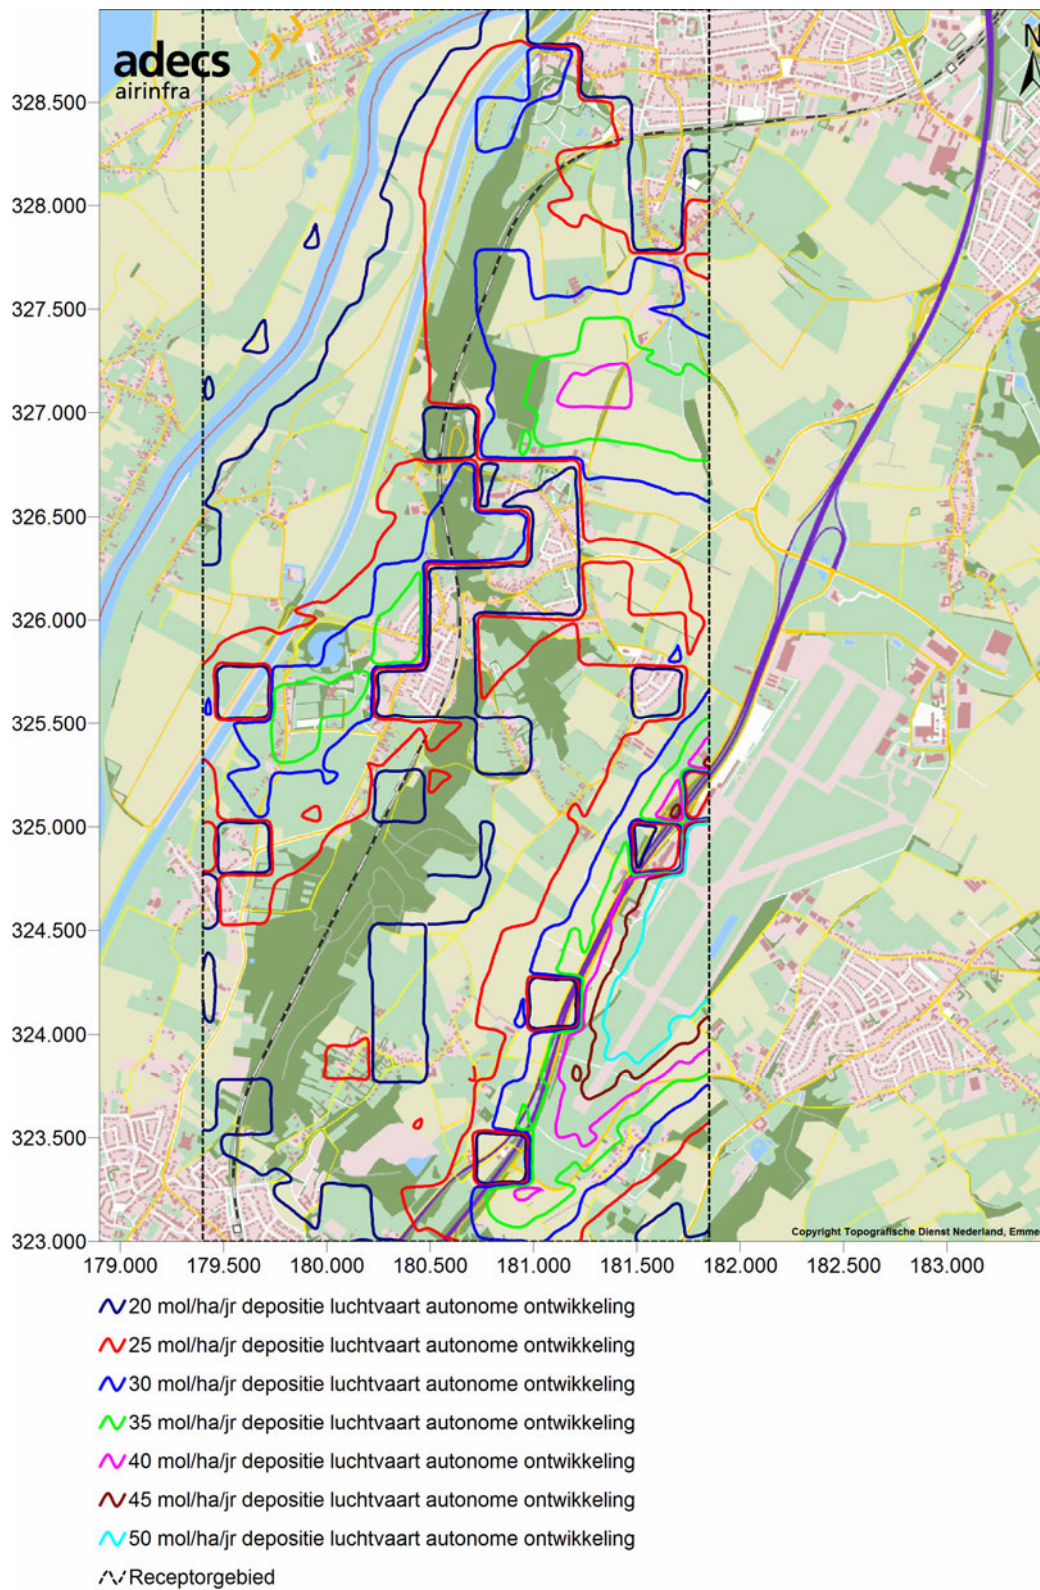 adecs
airinfra
N
328.500
328.000
327.500
327.000
326.500
326.000
325.500
325.000
324.500
324.000
323.500
323.000
Copyright Topografische Dienst Nederland, Emme
179.000 179.500 180.000 180.500 181.000 181.500 182.000 182.500 183.000
20 mol/ha/jr depositie luchtvaart autonome ontwikkeling
25 mol/ha/jr depositie luchtvaart autonome ontwikkeling
30 mol/ha/jr depositie luchtvaart autonome ontwikkeling
35 mol/ha/jr depositie luchtvaart autonome ontwikkeling
40 mol/ha/jr depositie luchtvaart autonome ontwikkeling
45 mol/ha/jr depositie luchtvaart autonome ontwikkeling
50 mol/ha/jr depositie luchtvaart autonome ontwikkeling
Receptorgebied